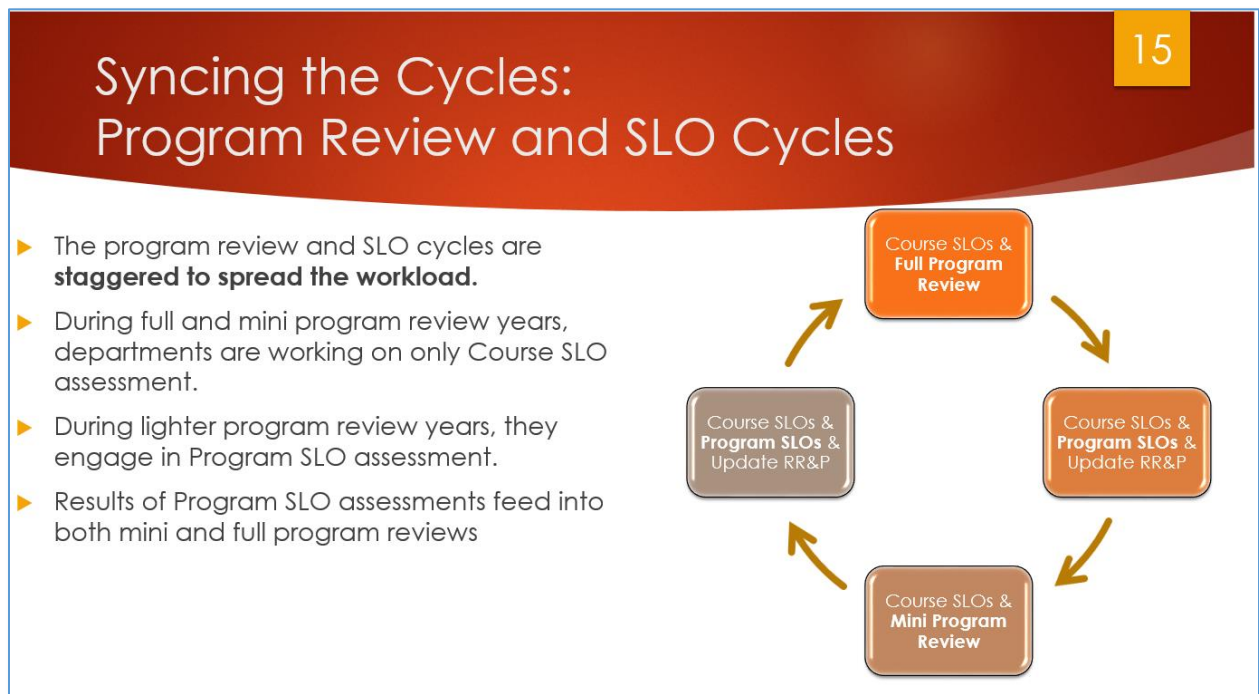 15
Syncing the Cycles:
Program Review and SLO Cycles
The program review and SLO cycles are
staggered to spread the workload.
During full and mini program review years,
departments are working on only Course SLO
assessment.
During lighter program review years, they
engage in Program SLO assessment.
Results of Program SLO assessments feed into
both mini and full program reviews
Course SLOs &
Full Program
Review
Course SLOs &
Program SLOs &
Update RR&P
Course SLOs &
Mini Program
Review
Course SLOs &
Program SLOs &
Update RR&P